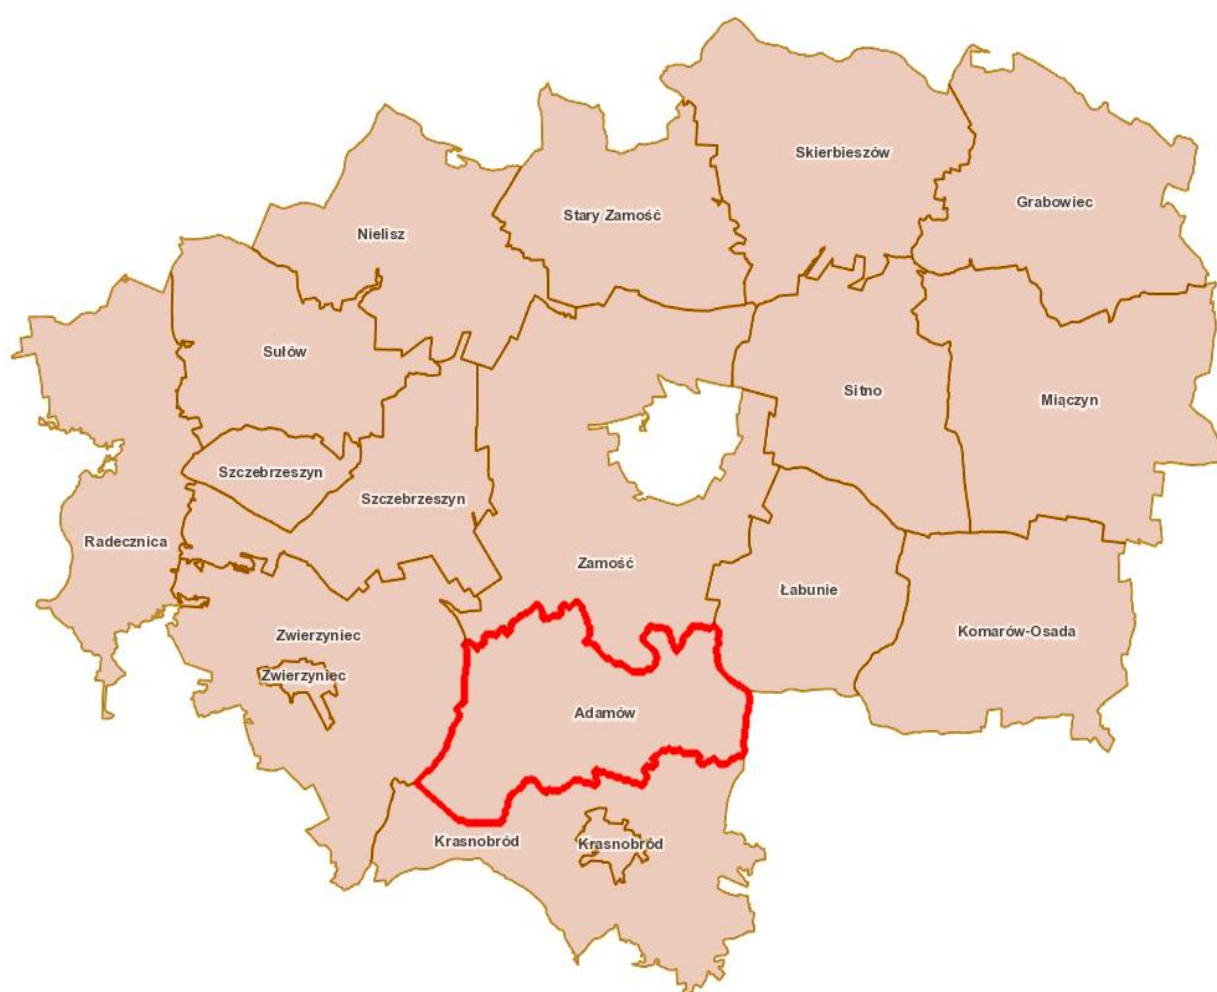 Skierbieszów
Grabowiec
Stary Zamość
Nielisz
Sułów
Sitno
Miączyn
Szczebrzeszyn
Szczebrzeszyn
Radecznica
Zamość
Łabunie
Komarów-Osada
Zwierzyniec
Zwierzyniec
Adamów
Krasnobród
Krasnobród